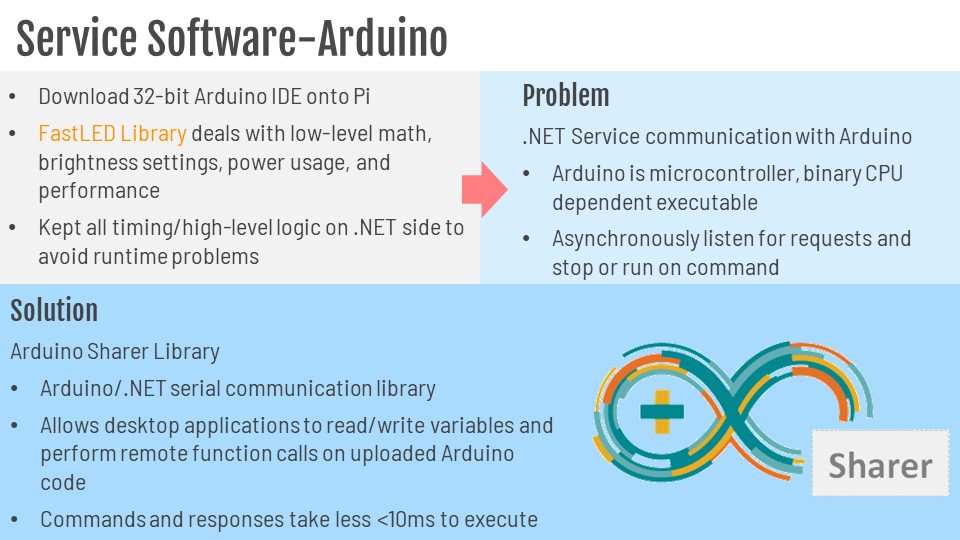 Service Software-Arduino
• Download 32-bit Arduino IDE onto Pi
• FastLED Library deals with low-level math,
brightness settings, power usage, and
performance
• Kept all timing/high-level logic on .NET side to
avoid runtime problems
Problem
.NET Service communication with Arduino
• Arduino is microcontroller, binary CPU
dependent executable
• Asynchronously listen for requests and
stop or run on command
Solution
Arduino Sharer Library
• Arduino/.NET serial communication library
• Allows desktop applications to read/write variables and
perform remote function calls on uploaded Arduino
code
• Commands and responses take less <10ms to execute
Sharer